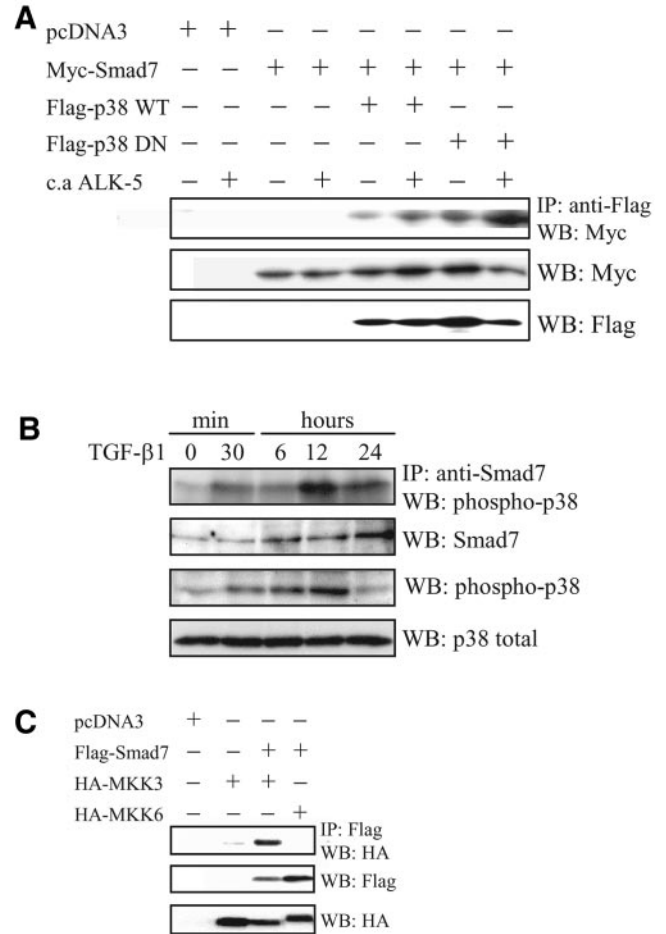 A
pcDNA3 + + − − − − − −
Myc-Smad7 − − + + + + + +
Flag-p38 WT − − − − + + − −
Flag-p38 DN − − − − − − + +
c.a ALK-5 − + − + − + − +
IP: anti-Flag
WB: Myc
WB: Myc
WB: Flag
B
min hours
TGF-β1 0 30 6 12 24
IP: anti-Smad7
WB: phospho-p38
WB: Smad7
WB: phospho-p38
WB: p38 total
C
pcDNA3 + − − −
Flag-Smad7 − − + +
HA-MKK3 − + + −
HA-MKK6 − − − +
IP: Flag
WB: HA
WB: Flag
WB: HA